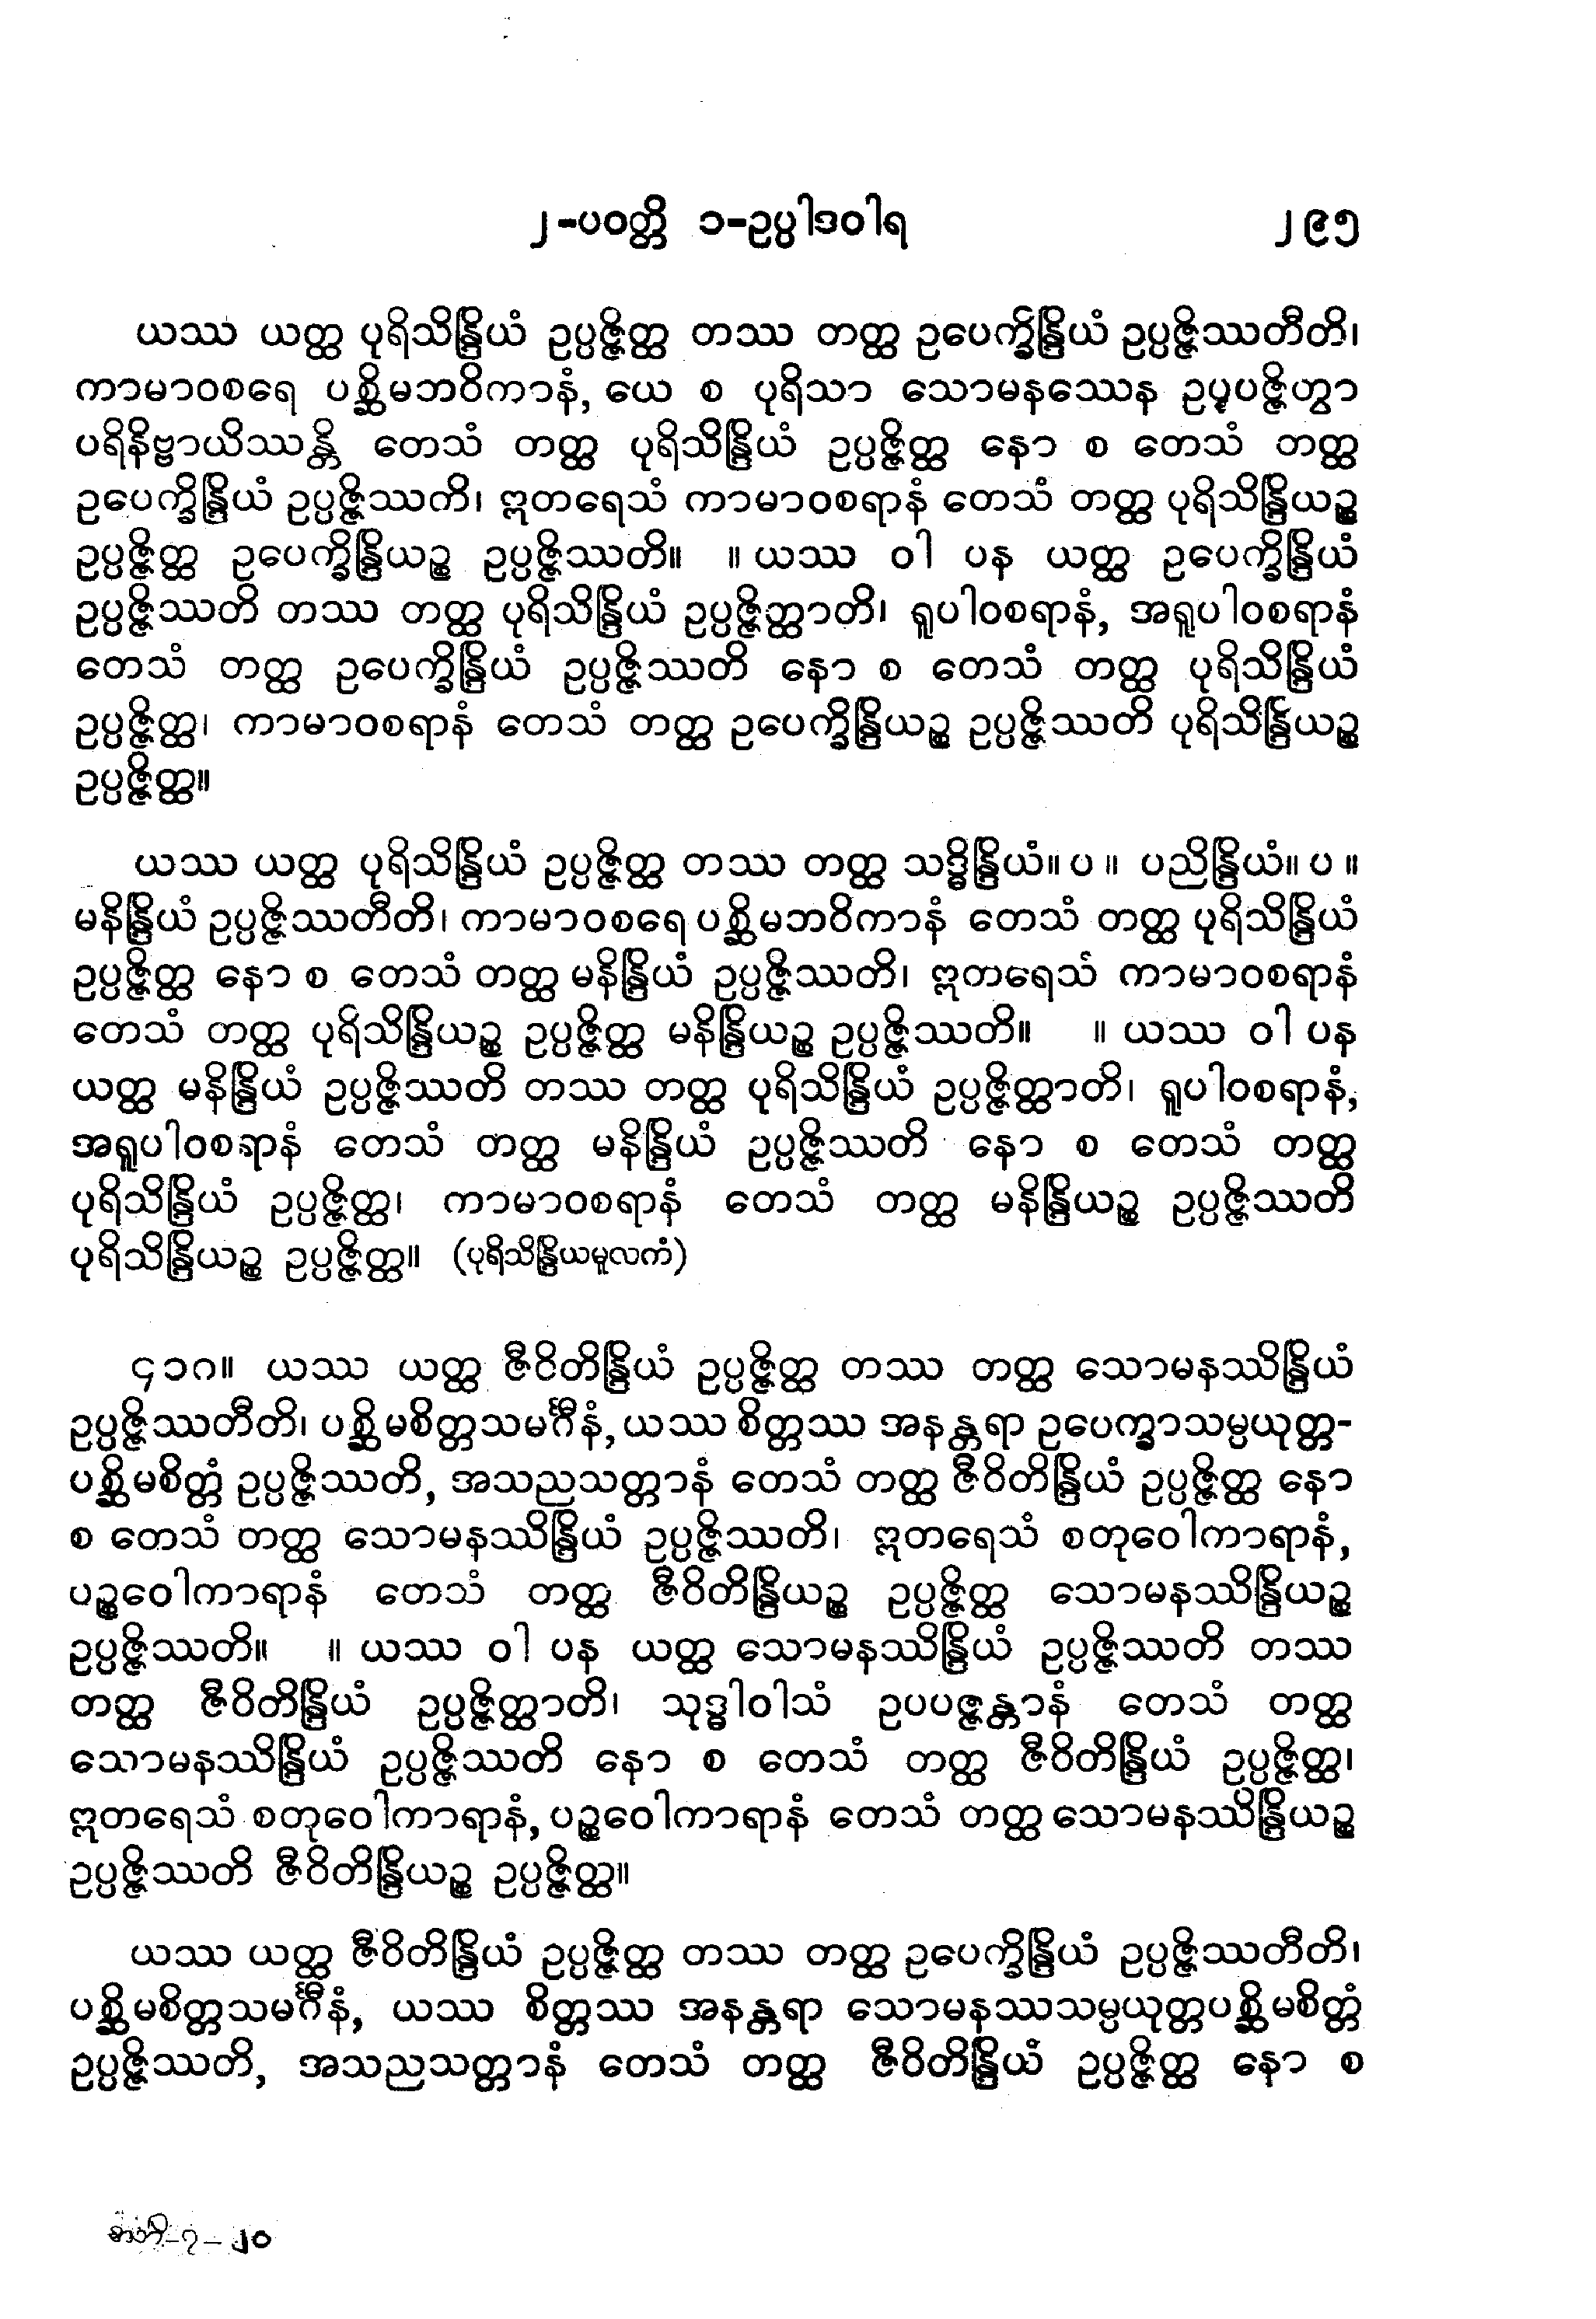 ၂-ပဝတ္တိ ၁-ဥပ္ပါဒဝါရ ၂၉၅
ယဿ ယတ္ထ ပုရိသိန္ဒြိယံ ဥပ္ပဇ္ဇိတ္ထ တဿ တတ္ထ ဥပေက္ခိန္ဒြိယံ ဥပ္ပဇ္ဇိဿတီတိ၊
ကာမာဝစရေ ပစ္ဆိမဘဝိကာနံ, ယေ စ ပုရိသာ သောမနဿေန ဥပ္ပပဇ္ဇိတွာ
ပရိနိဗ္ဗာယိဿန္တိ တေသံ တတ္ထ ပုရိသိန္ဒြိယံ ဥပ္ပဇ္ဇိတ္ထ နော စ တေသံ တတ္ထ
ဥပေက္ခိန္ဒြိယံ ဥပ္ပဇ္ဇိဿတိ၊ ဣတရေသံ ကာမာဝစရာနံ တေသံ တတ္ထ ပုရိသိန္ဒြိယဉ္စ
ဥပ္ပဇ္ဇိတ္ထ ဥပေက္ခိန္ဒြိယဉ္စ ဥပ္ပဇ္ဇိဿတိ။ ။ ယဿ ဝါ ပန ယတ္ထ ဥပေက္ခိန္ဒြိယံ
ဥပ္ပဇ္ဇိဿတိ တဿ တတ္ထ ပုရိသိန္ဒြိယံ ဥပ္ပဇ္ဇိတ္ထာတိ၊ ရူပါဝစရာနံ, အရူပါဝစရာနံ
တေသံ တတ္ထ ဥပေက္ခိန္ဒြိယံ ဥပ္ပဇ္ဇိဿတိ နော စ တေသံ တတ္ထ ပုရိသိန္ဒြိယံ
ဥပ္ပဇ္ဇိတ္ထ၊ ကာမာဝစရာနံ တေသံ တတ္ထ ဥပေက္ခိန္ဒြိယဉ္စ ဥပ္ပဇ္ဇိဿတိ ပုရိသိန္ဒြိယဉ္စ
ဥပ္ပဇ္ဇိတ္ထ။
ယဿ ယတ္ထ ပုရိသိန္ဒြိယံ ဥပ္ပဇ္ဇိတ္ထ တဿ တတ္ထ သဒ္ဓိန္ဒြိယံ။ ပ ။ ပညိန္ဒြိယံ။ ပ ။
မနိန္ဒြိယံ ဥပ္ပဇ္ဇိဿတီတိ၊ ကာမာဝစရေ ပစ္ဆိမဘဝိကာနံ တေသံ တတ္ထ ပုရိသိန္ဒြိယံ
ဥပ္ပဇ္ဇိတ္ထ နော စ တေသံ တတ္ထ မနိန္ဒြိယံ ဥပ္ပဇ္ဇိဿတိ၊ ဣတရေသံ ကာမာဝစရာနံ
တေသံ တတ္ထ ပုရိသိန္ဒြိယဉ္စ ဥပ္ပဇ္ဇိတ္ထ မနိန္ဒြိယဉ္စ ဥပ္ပဇ္ဇိဿတိ။ ။ ယဿ ဝါ ပန
ယတ္ထ မနိန္ဒြိယံ ဥပ္ပဇ္ဇိဿတိ တဿ တတ္ထ ပုရိသိန္ဒြိယံ ဥပ္ပဇ္ဇိတ္ထာတိ၊ ရူပါဝစရာနံ,
အရူပါဝစရာနံ တေသံ တတ္ထ မနိန္ဒြိယံ ဥပ္ပဇ္ဇိဿတိ နော စ တေသံ တတ္ထ
ပုရိသိန္ဒြိယံ ဥပ္ပဇ္ဇိတ္ထ၊ ကာမာဝစရာနံ တေသံ တတ္ထ မနိန္ဒြိယဉ္စ ဥပ္ပဇ္ဇိဿတိ
ပုရိသိန္ဒြိယဉ္စ ဥပ္ပဇ္ဇိတ္ထ။ (ပုရိသိန္ဒြိယမူလကံ)
၄၁၈။ ယဿ ယတ္ထ ဇီဝိတိန္ဒြိယံ ဥပ္ပဇ္ဇိတ္ထ တဿ တတ္ထ သောမနဿိန္ဒြိယံ
ဥပ္ပဇ္ဇိဿတီတိ၊ ပစ္ဆိမစိတ္တသမင်္ဂီနံ, ယဿ စိတ္တဿ အနန္တရာ ဥပေက္ခာသမ္ပယုတ္တ-
ပစ္ဆိမစိတ္တံ ဥပ္ပဇ္ဇိဿတိ, အသညသတ္တာနံ တေသံ တတ္ထ ဇီဝိတိန္ဒြိယံ ဥပ္ပဇ္ဇိတ္ထ နော
စ တေသံ တတ္ထ သောမနဿိန္ဒြိယံ ဥပ္ပဇ္ဇိဿတိ၊ ဣတရေသံ စတုဝေါကာရာနံ,
ပဉ္စဝေါကာရာနံ တေသံ တတ္ထ ဇီဝိတိန္ဒြိယဉ္စ ဥပ္ပဇ္ဇိတ္ထ သောမနဿိန္ဒြိယဉ္စ
ဥပ္ပဇ္ဇိဿတိ။ ။ ယဿ ဝါ ပန ယတ္ထ သောမနဿိန္ဒြိယံ ဥပ္ပဇ္ဇိဿတိ တဿ
တတ္ထ ဇီဝိတိန္ဒြိယံ ဥပ္ပဇ္ဇိတ္ထာတိ၊ သုဒ္ဓါဝါသံ ဥပပဇ္ဇန္တာနံ တေသံ တတ္ထ
သောမနဿိန္ဒြိယံ ဥပ္ပဇ္ဇိဿတိ နော စ တေသံ တတ္ထ ဇီဝိတိန္ဒြိယံ ဥပ္ပဇ္ဇိတ္ထ၊
ဣတရေသံ စတုဝေါကာရာနံ, ပဉ္စဝေါကာရာနံ တေသံ တတ္ထ သောမနဿိန္ဒြိယဉ္စ
ဥပ္ပဇ္ဇိဿတိ ဇီဝိတိန္ဒြိယဉ္စ ဥပ္ပဇ္ဇိတ္ထ။
ယဿ ယတ္ထ ဇီဝိတိန္ဒြိယံ ဥပ္ပဇ္ဇိတ္ထ တဿ တတ္ထ ဥပေက္ခိန္ဒြိယံ ဥပ္ပဇ္ဇိဿတီတိ၊
ပစ္ဆိမစိတ္တသမင်္ဂီနံ, ယဿ စိတ္တဿ အနန္တရာ သောမနဿသမ္ပယုတ္တပစ္ဆိမစိတ္တံ
ဥပ္ပဇ္ဇိဿတိ, အသညသတ္တာနံ တေသံ တတ္ထ ဇီဝိတိန္ဒြိယံ ဥပ္ပဇ္ဇိတ္ထ နော စ